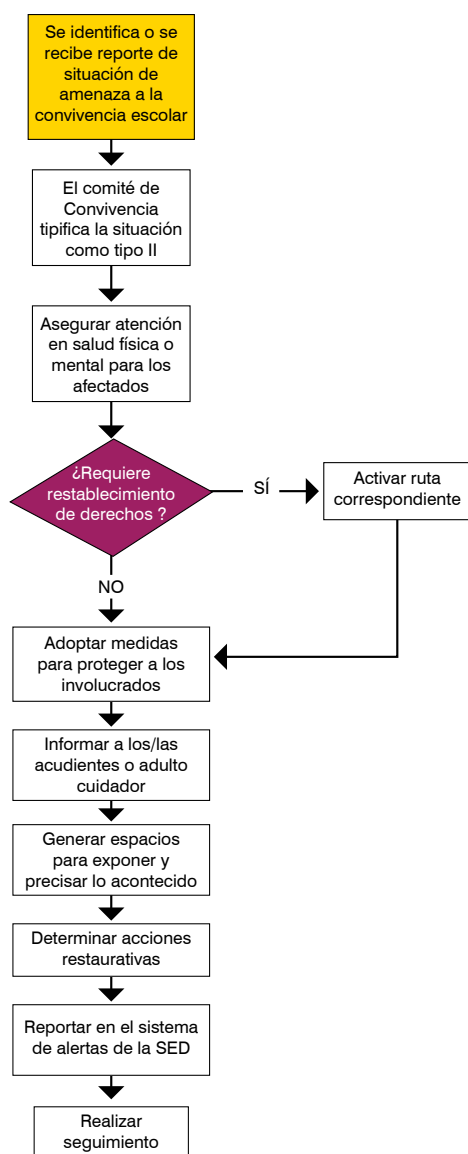 Se identifica o se
recibe reporte de
situación de
amenaza a la
convivencia escolar
El comité de
Convivencia
tipifica la situación
como tipo II
Asegurar atención
en salud física o
mental para los
afectados
¿Requiere
restablecimiento
de derechos ?
SÍ
Activar ruta
correspondiente
NO
Adoptar medidas
para proteger a los
involucrados
Informar a los/las
acudientes o adulto
cuidador
Generar espacios
para exponer y
precisar lo acontecido
Determinar acciones
restaurativas
Reportar en el sistema
de alertas de la SED
Realizar
seguimiento